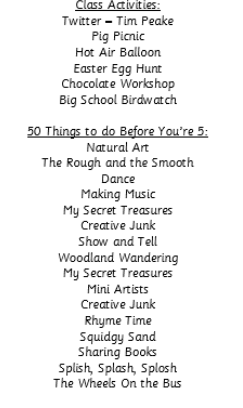 Class Activities:
Twitter – Tim Peake
Pig Picnic
Hot Air Balloon
Easter Egg Hunt
Chocolate Workshop
Big School Birdwatch
50 Things to do Before You're 5:
Natural Art
The Rough and the Smooth
Dance
Making Music
My Secret Treasures
Creative Junk
Show and Tell
Woodland Wandering
My Secret Treasures
Mini Artists
Creative Junk
Rhyme Time
Squidgy Sand
Sharing Books
Splish, Splash, Splosh
The Wheels On the Bus